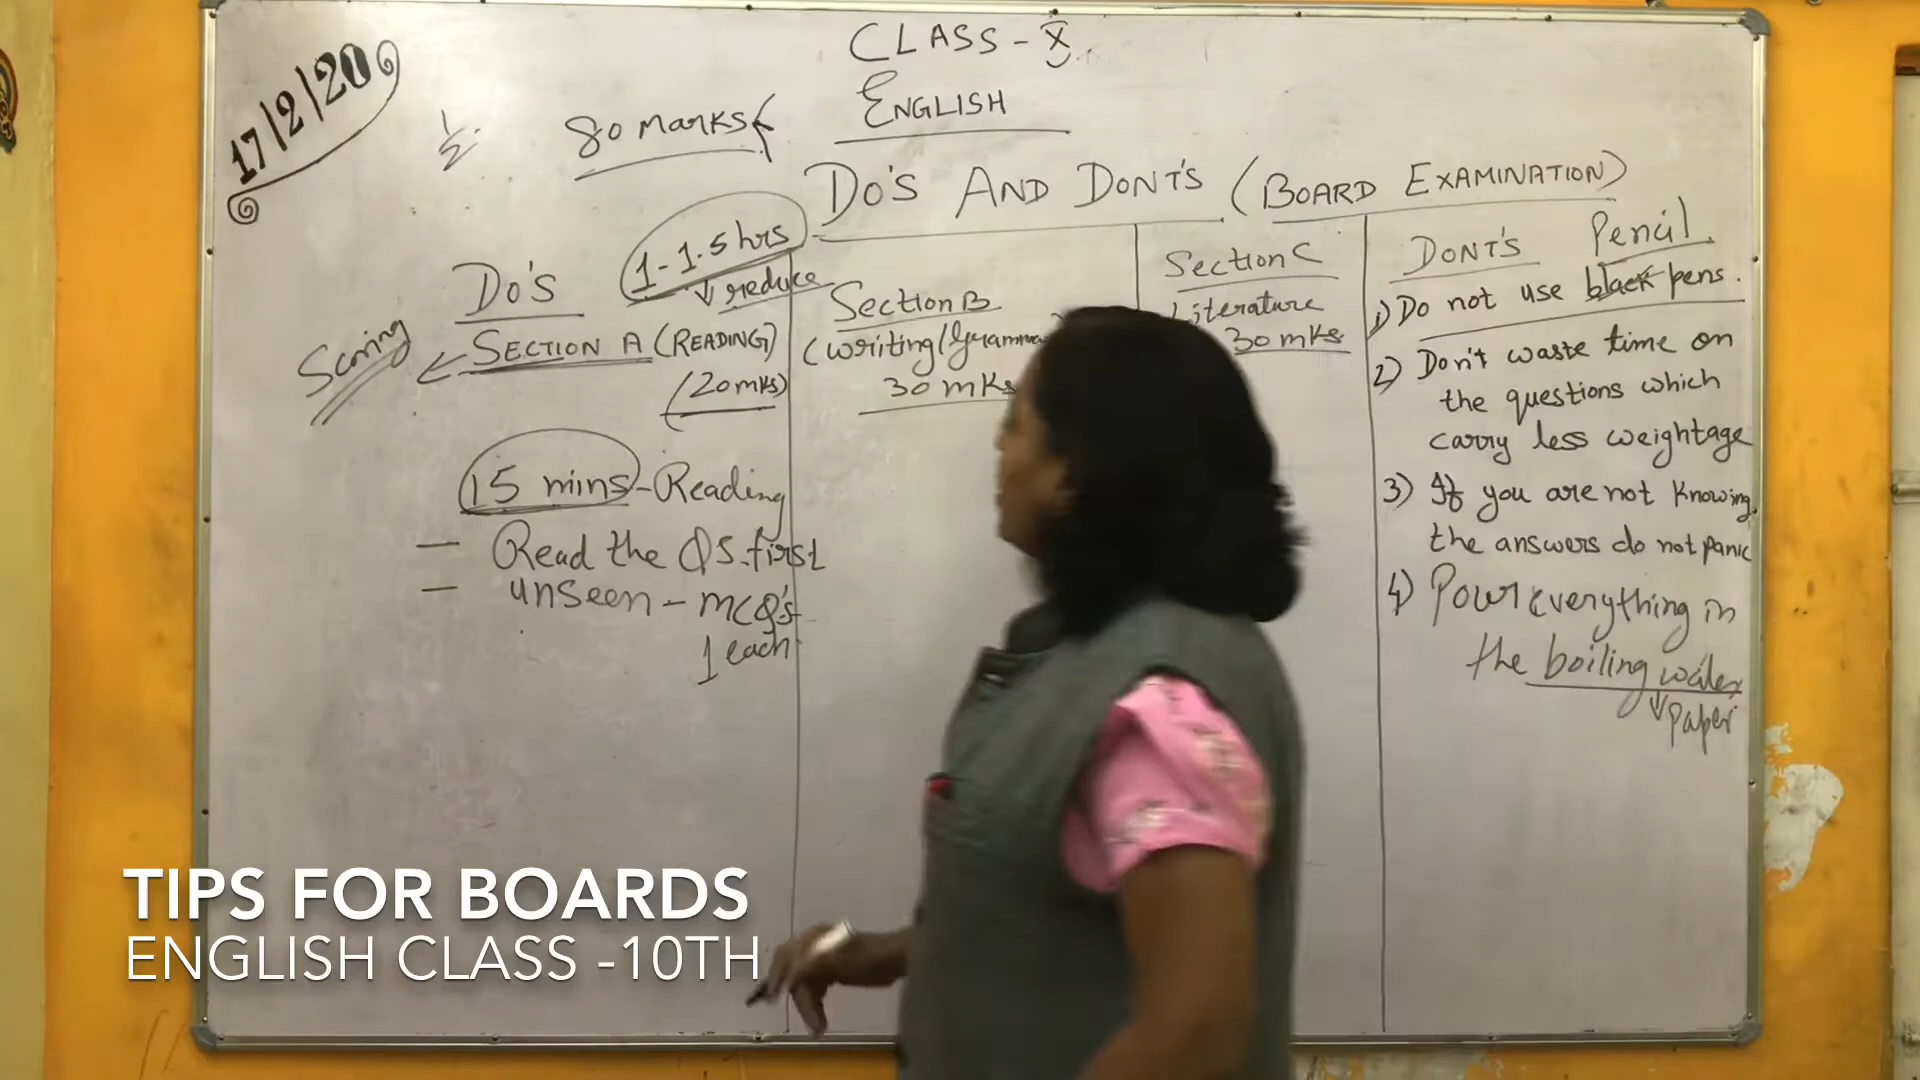 17/2/20
CLASS - X
ENGLISH
80 Marks
DO'S AND DONT'S (BOARD EXAMINATION)
DO'S
1-1.5 hrs
reduce
Scoring
SECTION A (READING)
(20mks)
15 mins - Reading
- Read the QS. first
- unseen - MCQ's
1 each
Section B
(Writing/Gramma
30 mks
Section C
Literature
30 mks
DONT'S
Pencil
1) Do not use black pens.
2) Don't waste time on
the questions which
carry less weightage
3) If you are not knowing
the answers do not panic
4) Pour everything in
the boiling water
paper
TIPS FOR BOARDS
ENGLISH CLASS -10TH